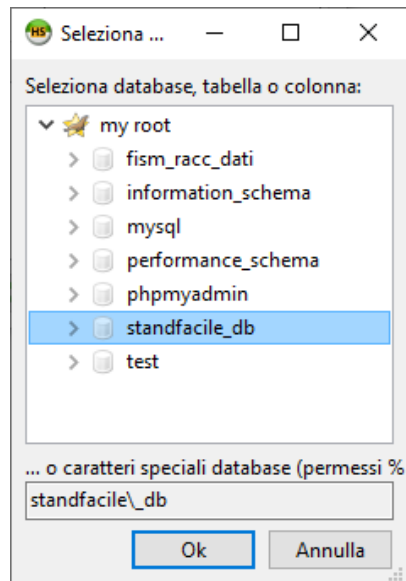 HS Seleziona ...
Seleziona database, tabella o colonna:
my root
fism_racc_dati
information_schema
mysql
performance_schema
phpmyadmin
standfacile_db
test
... o caratteri speciali database (permessi %
standfacile\_db
Ok Annulla